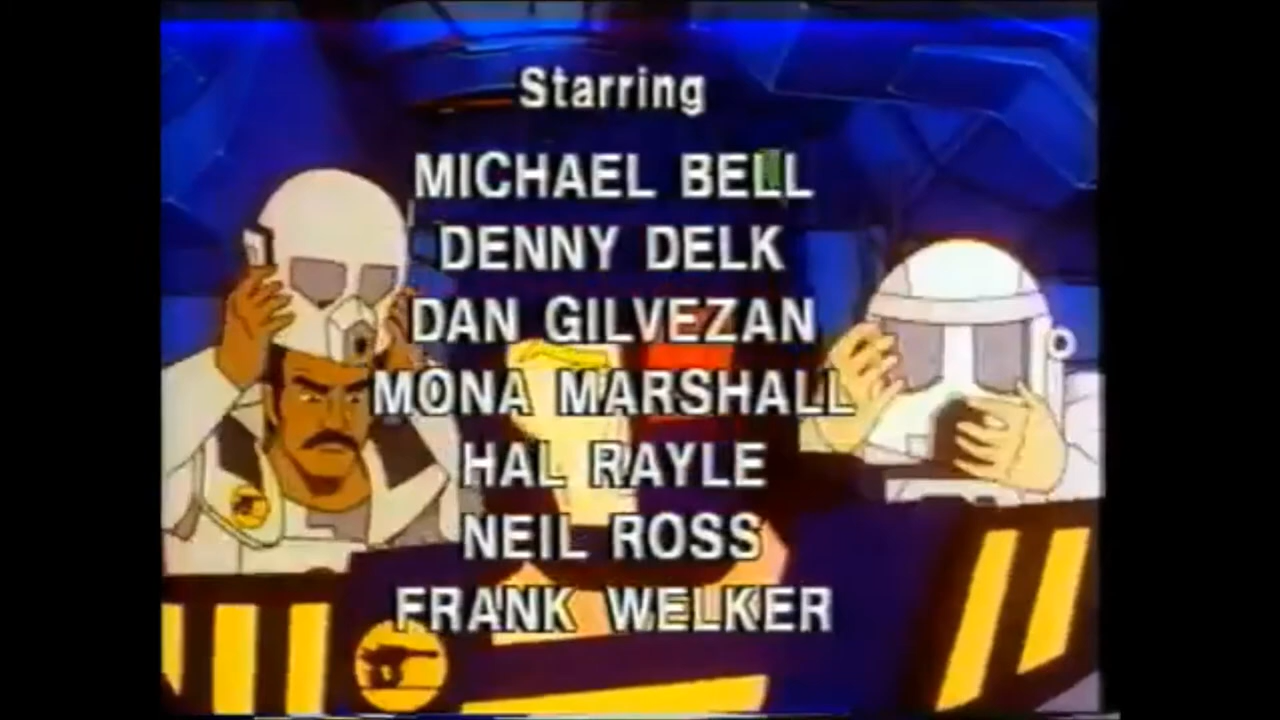 Starring
MICHAEL BELL
DENNY DELK
DAN GILVEZAN
MONA MARSHALL
HAL RAYLE
NEIL ROSS
FRANK WELKER